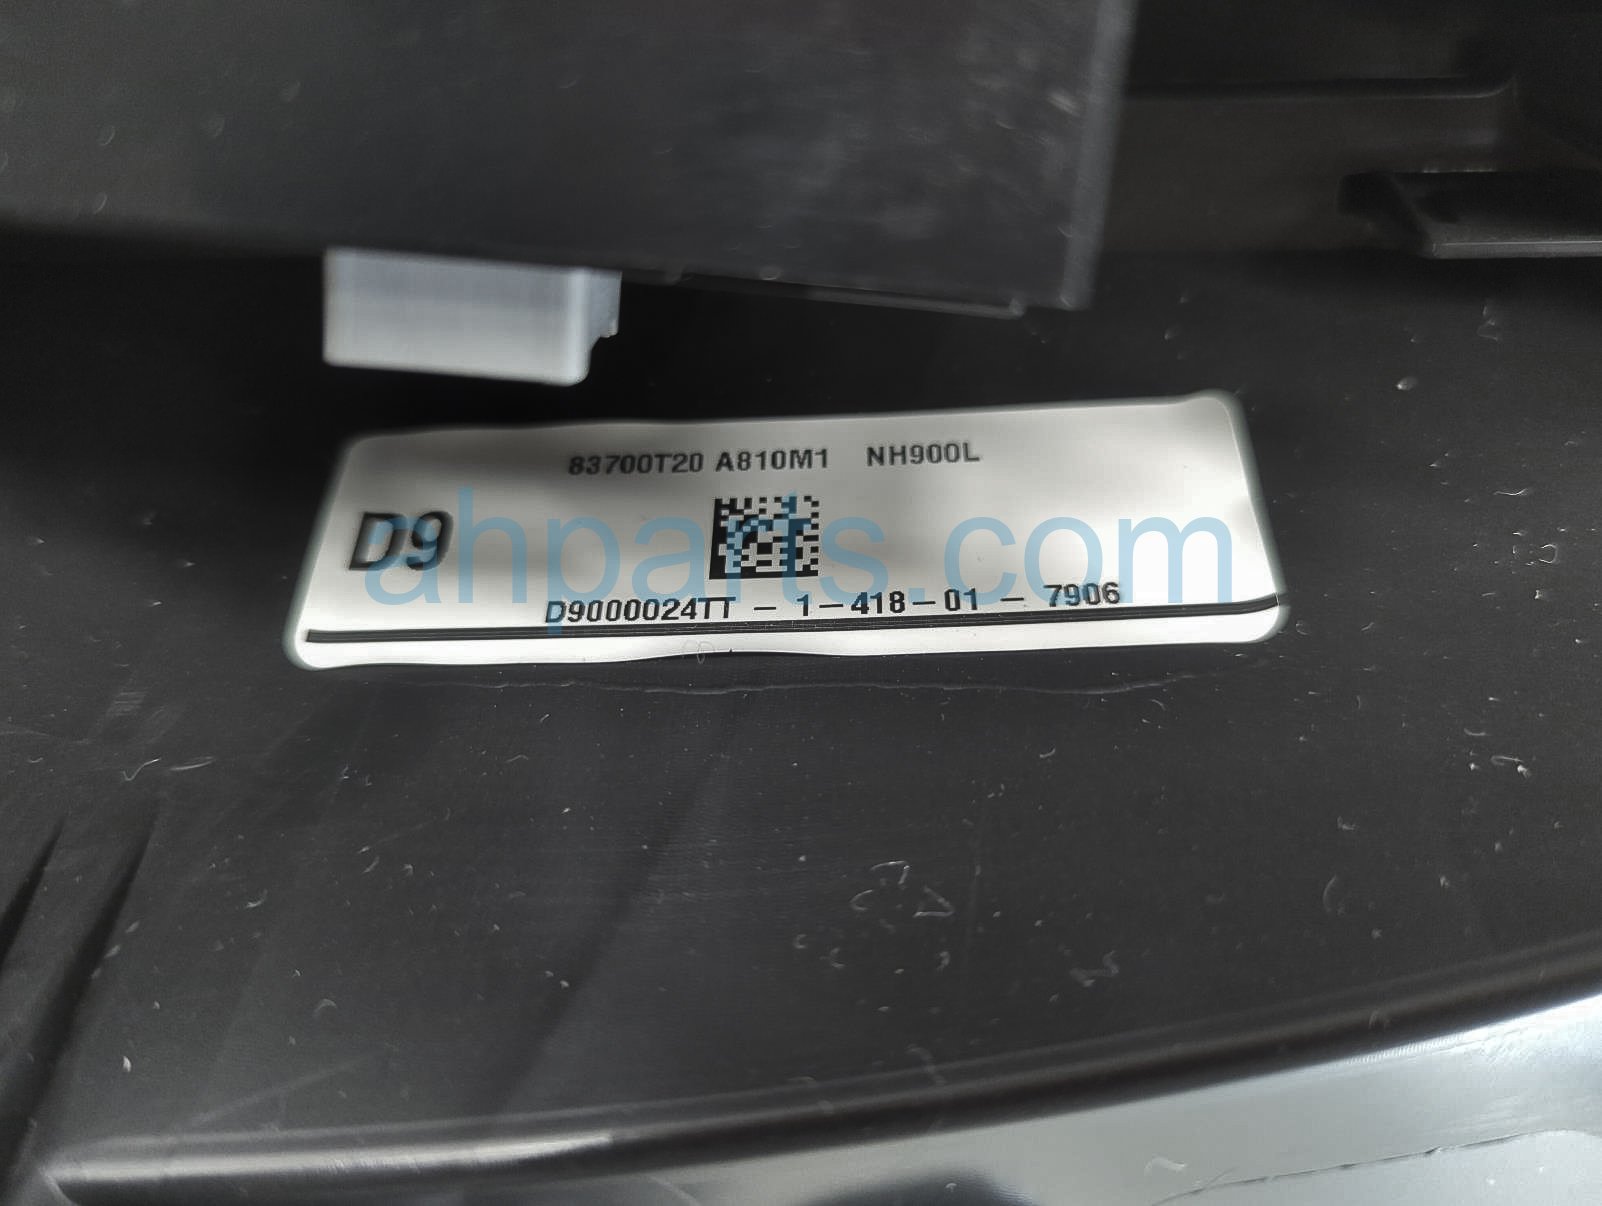 83700T20 A810M1 NH900L
D9
ahparts.com
D9000024TT - 1-418-01 - 7906